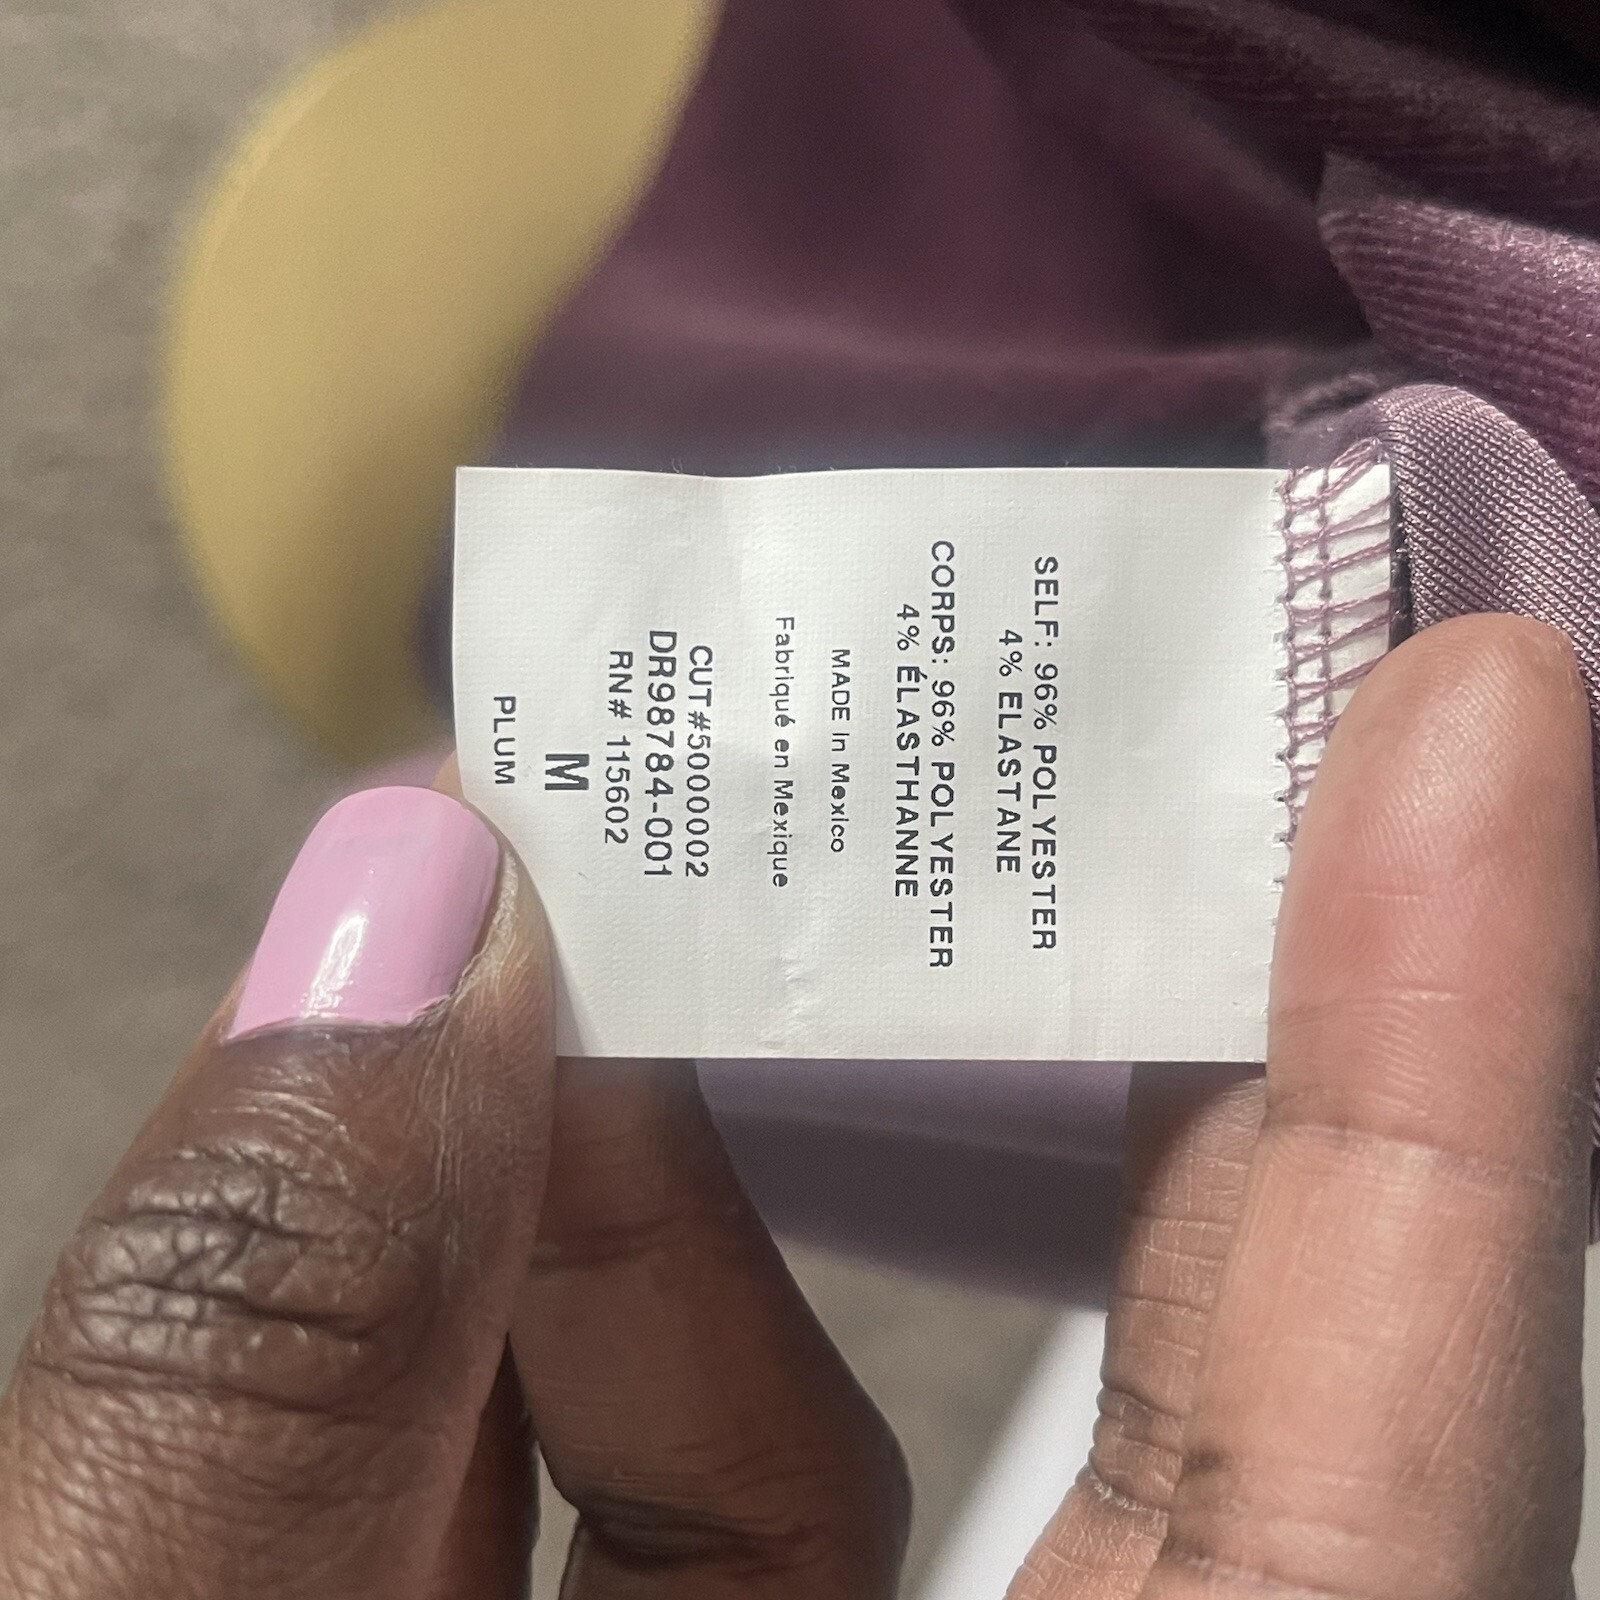 SELF: 96% POLYESTER
4% ELASTANE
CORPS: 96% POLYESTER
4% ÉLASTHANNE
MADE In MexIco
Fabriqué en Mexique
CUT#5000002
DR98784-001
RN# 115602
M
PLUM